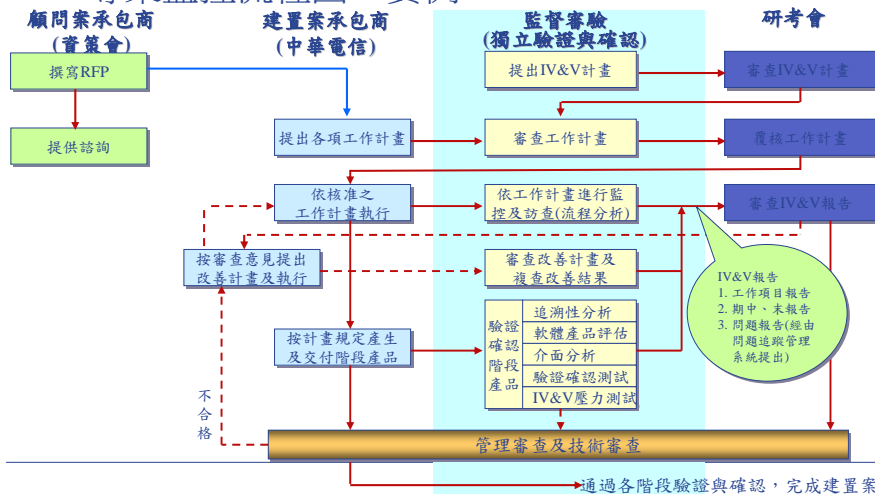 顧問案承包商
(資策會)
建置案承包商
(中華電信)
監督審驗
(獨立驗證與確認)
研考會
撰寫RFP
提出IV&V計畫
審查IV&V計畫
提供諮詢
提出各項工作計畫
審查工作計畫
覆核工作計畫
依核准之
工作計畫執行
依工作計畫進行監
控及訪查(流程分析)
審查IV&V報告
按審查意見提出
改善計畫及執行
審查改善計畫及
複查改善結果
IV&V報告
1. 工作項目報告
2. 期中、末報告
3. 問題報告(經由
問題追蹤管理
系統提出)
按計畫規定產生
及交付階段產品
驗證
確認
階段
產品
追溯性分析
軟體產品評估
介面分析
驗證確認測試
IV&V壓力測試
不
合
格
管理審查及技術審查
通過各階段驗證與確認，完成建置案